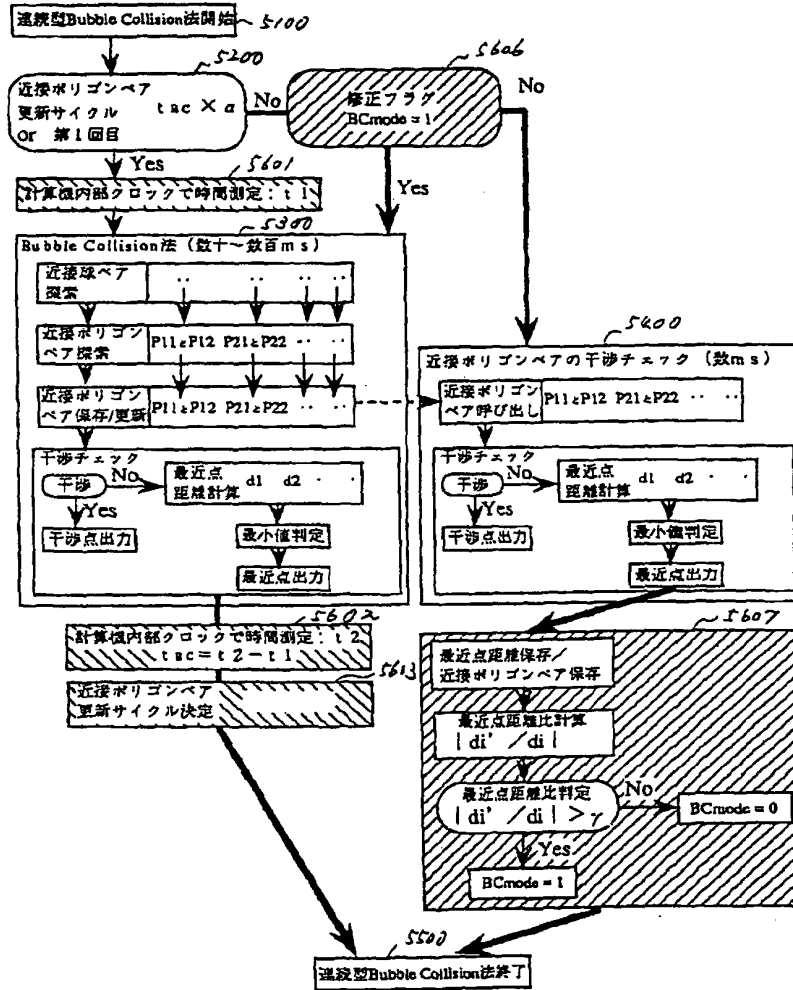 連続型Bubble Collision法開始
5100
5200
近接ポリゴンペア
更新サイクル tac × α
or 第1回目
No
5606
修正フラグ
BCmode = 1
No
Yes
Yes
5601
計算機内部クロックで時間測定: t1
5300
Bubble Collision法 (数十〜数百ms)
近接球ペア
探索
‥ ‥ ‥ ‥
近接ポリゴン
ペア探索
P11とP12 P21とP22 ‥ ‥
近接ポリゴン
ペア保存/更新
P11とP12 P21とP22 ‥ ‥
干渉チェック
干渉
No
最近点
距離計算
d1 d2 ・ ・
Yes
干渉点出力
最小値判定
最近点出力
5400
近接ポリゴンペアの干渉チェック (数ms)
近接ポリゴン
ペア呼び出し
P11とP12 P21とP22 ‥ ‥
干渉チェック
干渉
No
最近点
距離計算
d1 d2 ・ ・
Yes
干渉点出力
最小値判定
最近点出力
5602
計算機内部クロックで時間測定: t2
tac = t2 − t1
5613
近接ポリゴンペア
更新サイクル決定
5607
最近点距離保存/
近接ポリゴンペア保存
最近点距離比計算
| di' / di |
最近点距離比判定
| di' / di | > γ
No
BCmode = 0
Yes
BCmode = 1
5500
連続型Bubble Collision法終了